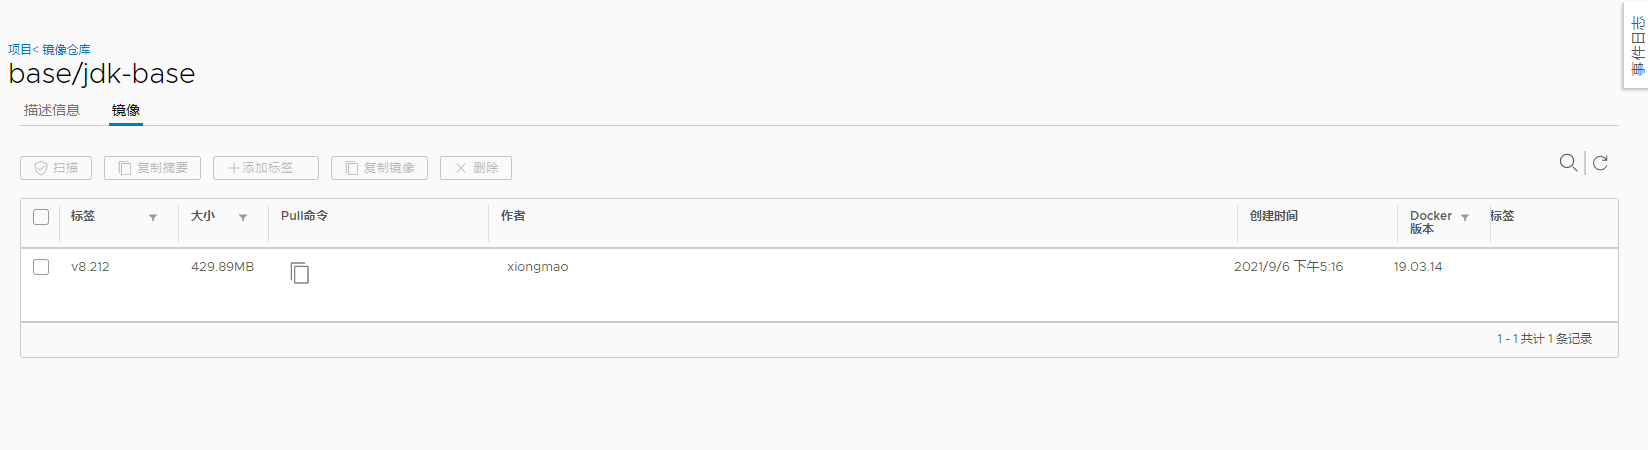 事件日志
项目< 镜像仓库
base/jdk-base
描述信息 镜像
扫描 复制摘要 添加标签 复制镜像 删除
标签 大小 Pull命令 作者 创建时间 Docker 版本 标签
v8.212 429.89MB xiongmao 2021/9/6 下午5:16 19.03.14
1 - 1 共计 1 条记录